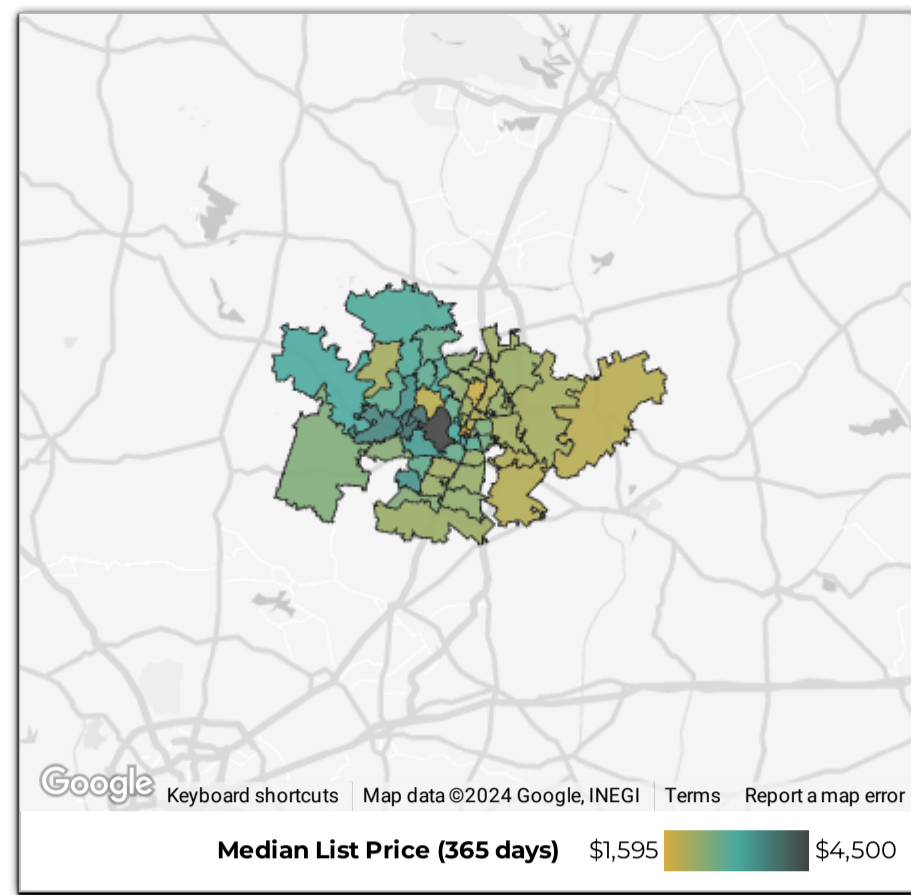 Google
Keyboard shortcuts
Map data ©2024 Google, INEGI
Terms
Report a map error
Median List Price (365 days) $1,595 $4,500